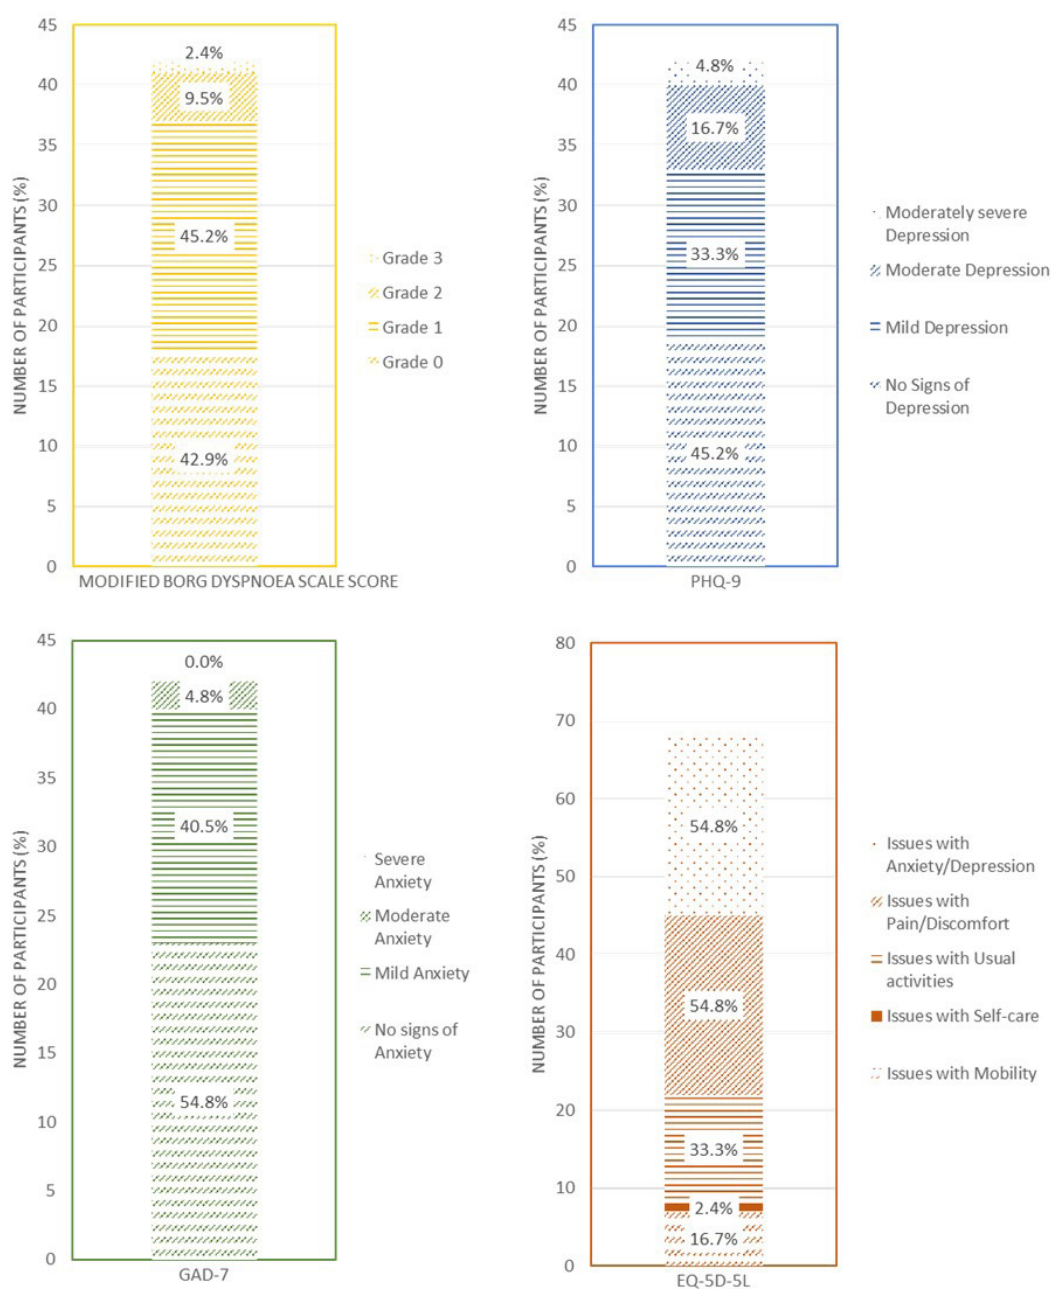 45
40
35
30
25
20
15
10
5
0
NUMBER OF PARTICIPANTS (%)
2.4%
9.5%
45.2%
42.9%
MODIFIED BORG DYSPNOEA SCALE SCORE
Grade 3
Grade 2
Grade 1
Grade 0
45
40
35
30
25
20
15
10
5
0
NUMBER OF PARTICIPANTS (%)
4.8%
16.7%
33.3%
45.2%
PHQ-9
Moderately severe
Depression
Moderate Depression
Mild Depression
No Signs of
Depression
45
40
35
30
25
20
15
10
5
0
NUMBER OF PARTICIPANTS (%)
0.0%
4.8%
40.5%
54.8%
GAD-7
Severe
Anxiety
Moderate
Anxiety
Mild Anxiety
No signs of
Anxiety
80
70
60
50
40
30
20
10
0
NUMBER OF PARTICIPANTS (%)
54.8%
54.8%
33.3%
2.4%
16.7%
EQ-5D-5L
Issues with
Anxiety/Depression
Issues with
Pain/Discomfort
Issues with Usual
activities
Issues with Self-care
Issues with Mobility